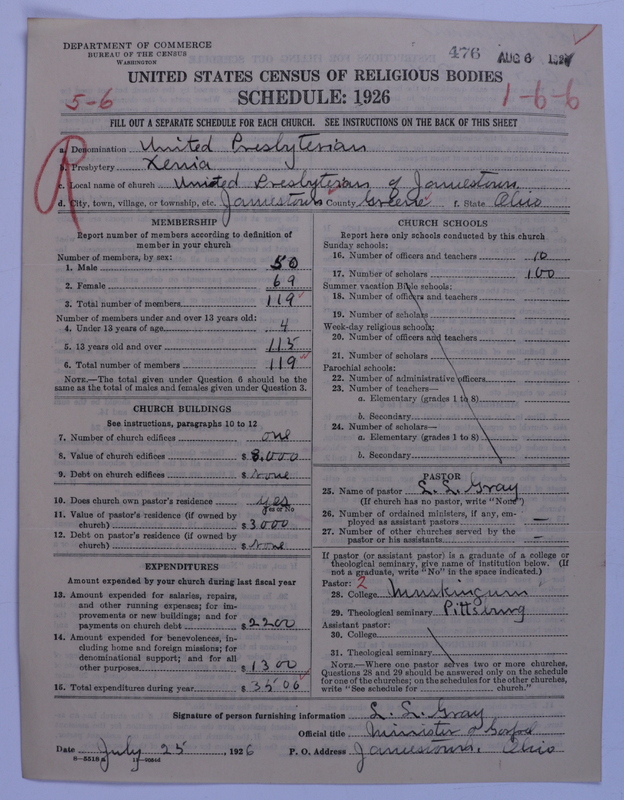 DEPARTMENT OF COMMERCE
BUREAU OF THE CENSUS
WASHINGTON
476 AUG 6 1927
UNITED STATES CENSUS OF RELIGIOUS BODIES
5-6
SCHEDULE: 1926
1-6-6
FILL OUT A SEPARATE SCHEDULE FOR EACH CHURCH. SEE INSTRUCTIONS ON THE BACK OF THIS SHEET
R
a. Denomination United Presbyterian
b. Presbytery Xenia
c. Local name of church United Presbyterian of Jamestown
d. City, town, village, or township, etc. Jamestown County Greene f. State Ohio
MEMBERSHIP
Report number of members according to definition of
member in your church
Number of members, by sex:
1. Male 50
2. Female 69
3. Total number of members 119
Number of members under and over 13 years old:
4. Under 13 years of age 4
5. 13 years old and over 115
6. Total number of members 119
NOTE.—The total given under Question 6 should be the
same as the total of males and females given under Question 3.
CHURCH BUILDINGS
See instructions, paragraphs 10 to 12
7. Number of church edifices one
8. Value of church edifices $ 8,000
9. Debt on church edifices $ None
10. Does church own pastor's residence yes
Yes or No
11. Value of pastor's residence (if owned by
church) $ 3000
12. Debt on pastor's residence (if owned by
church) $ None
EXPENDITURES
Amount expended by your church during last fiscal year
13. Amount expended for salaries, repairs,
and other running expenses; for im-
provements or new buildings; and for
payments on church debt $ 2200
14. Amount expended for benevolences, in-
cluding home and foreign missions; for
denominational support; and for all
other purposes $ 1300
15. Total expenditures during year $ 3500
CHURCH SCHOOLS
Report here only schools conducted by this church
Sunday schools:
16. Number of officers and teachers 10
17. Number of scholars 100
Summer vacation Bible schools:
18. Number of officers and teachers
19. Number of scholars
Week-day religious schools:
20. Number of officers and teachers
21. Number of scholars
Parochial schools:
22. Number of administrative officers
23. Number of teachers—
a. Elementary (grades 1 to 8)
b. Secondary
24. Number of scholars—
a. Elementary (grades 1 to 8)
b. Secondary
PASTOR
25. Name of pastor L. L. Gray
(If church has no pastor, write "None")
26. Number of ordained ministers, if any, em-
ployed as assistant pastors —
27. Number of other churches served by the
pastor or his assistants —
If pastor (or assistant pastor) is a graduate of a college or
theological seminary, give name of institution below. (If
not a graduate, write "No" in the space indicated.)
Pastor: 2
28. College Muskingum
29. Theological seminary Pittsburg
Assistant pastor:
30. College
31. Theological seminary
NOTE.—Where one pastor serves two or more churches,
Questions 28 and 29 should be answered only on the schedule
for one of the churches; on the schedules for the other churches,
write "See schedule for church."
Signature of person furnishing information L. L. Gray
Official title Minister of Gospel
Date July 25, 1926 P. O. Address Jamestown, Ohio
8—5518